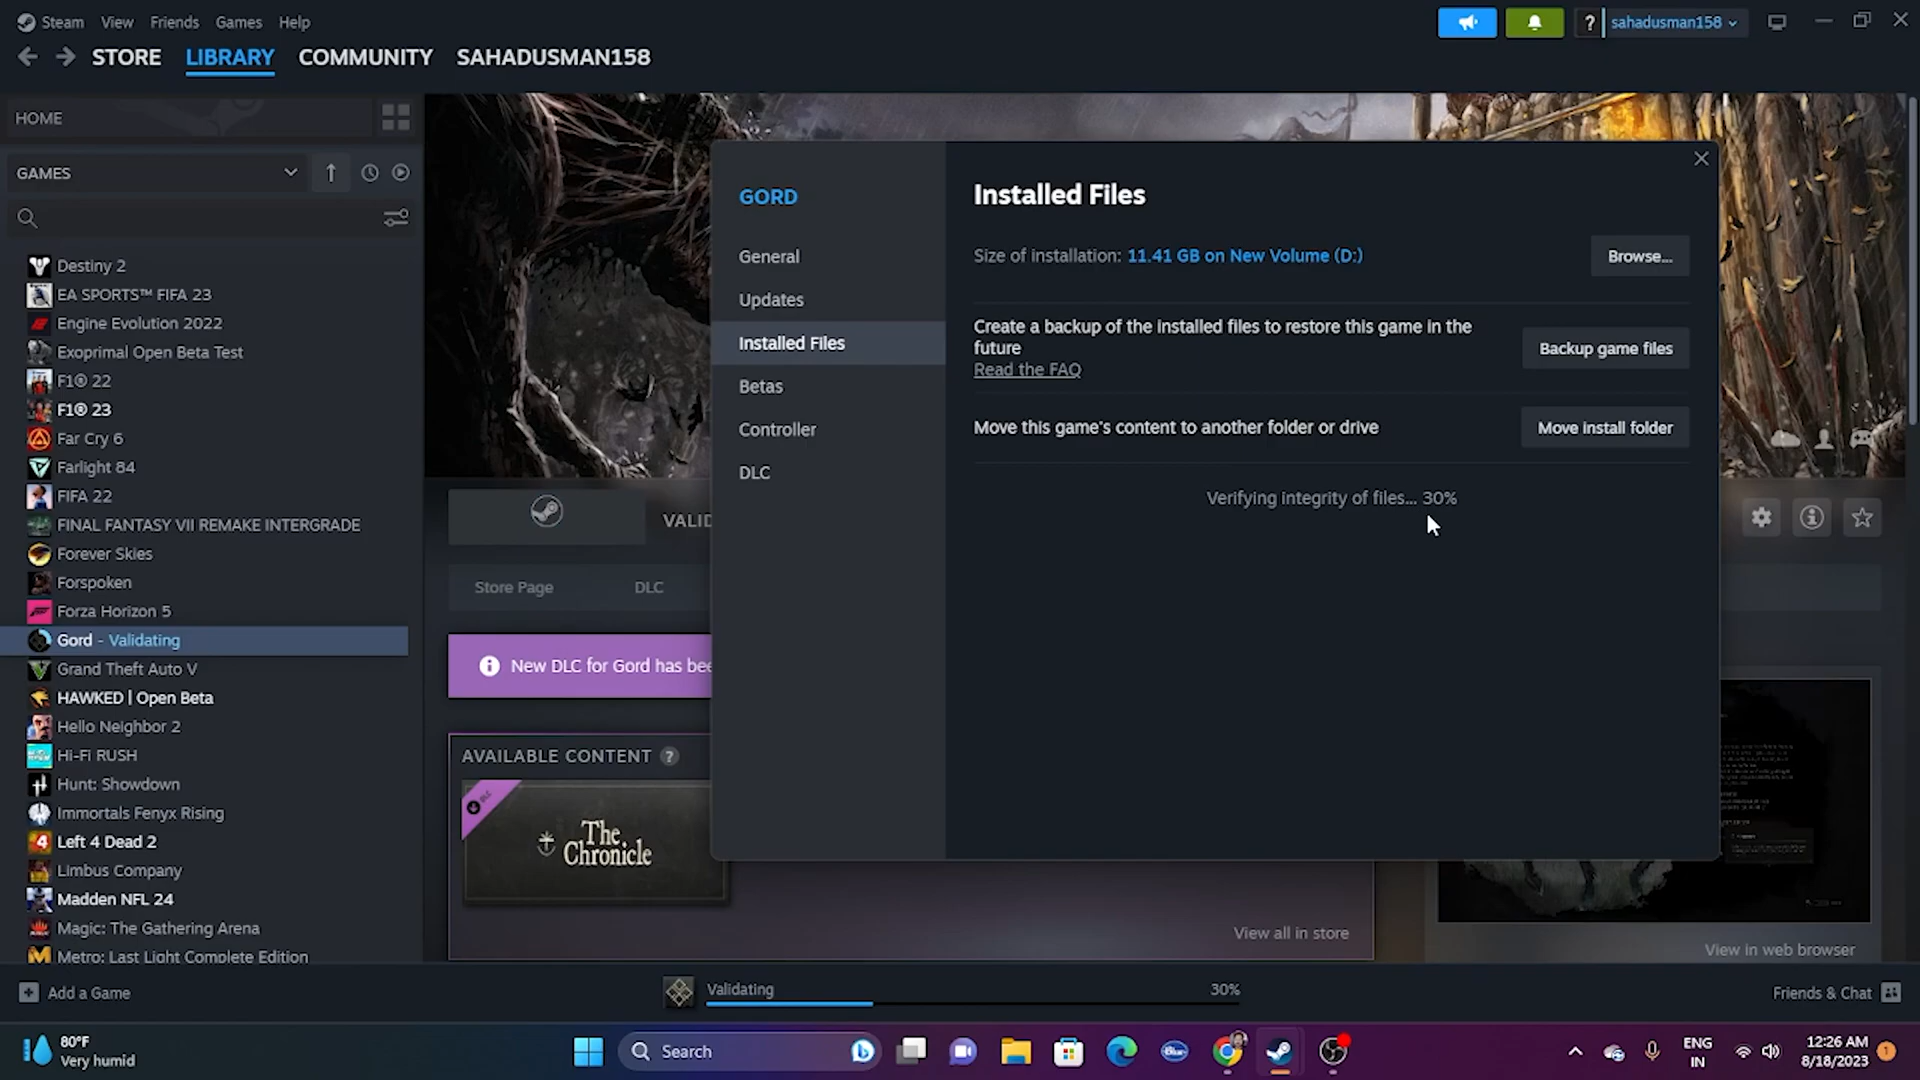 Steam View Friends Games Help
? sahadusman158
STORE LIBRARY COMMUNITY SAHADUSMAN158
HOME
GAMES
Destiny 2
EA SPORTS™ FIFA 23
Engine Evolution 2022
Exoprimal Open Beta Test
F1® 22
F1® 23
Far Cry 6
Farlight 84
FIFA 22
FINAL FANTASY VII REMAKE INTERGRADE
Forever Skies
Forspoken
Forza Horizon 5
Gord - Validating
Grand Theft Auto V
HAWKED | Open Beta
Hello Neighbor 2
Hi-Fi RUSH
Hunt: Showdown
Immortals Fenyx Rising
Left 4 Dead 2
Limbus Company
Madden NFL 24
Magic: The Gathering Arena
Metro: Last Light Complete Edition
GORD
General
Updates
Installed Files
Betas
Controller
DLC
Installed Files
Size of installation: 11.41 GB on New Volume (D:)
Browse...
Create a backup of the installed files to restore this game in the
future
Read the FAQ
Backup game files
Move this game's content to another folder or drive
Move install folder
Verifying integrity of files... 30%
VALID
Store Page DLC
New DLC for Gord has bee
AVAILABLE CONTENT ?
DLC
The
Chronicle
View all in store
View in web browser
Add a Game
Validating 30%
Friends & Chat
80°F
Very humid
Search
Blue
ENG
IN
12:26 AM
8/18/2023
1